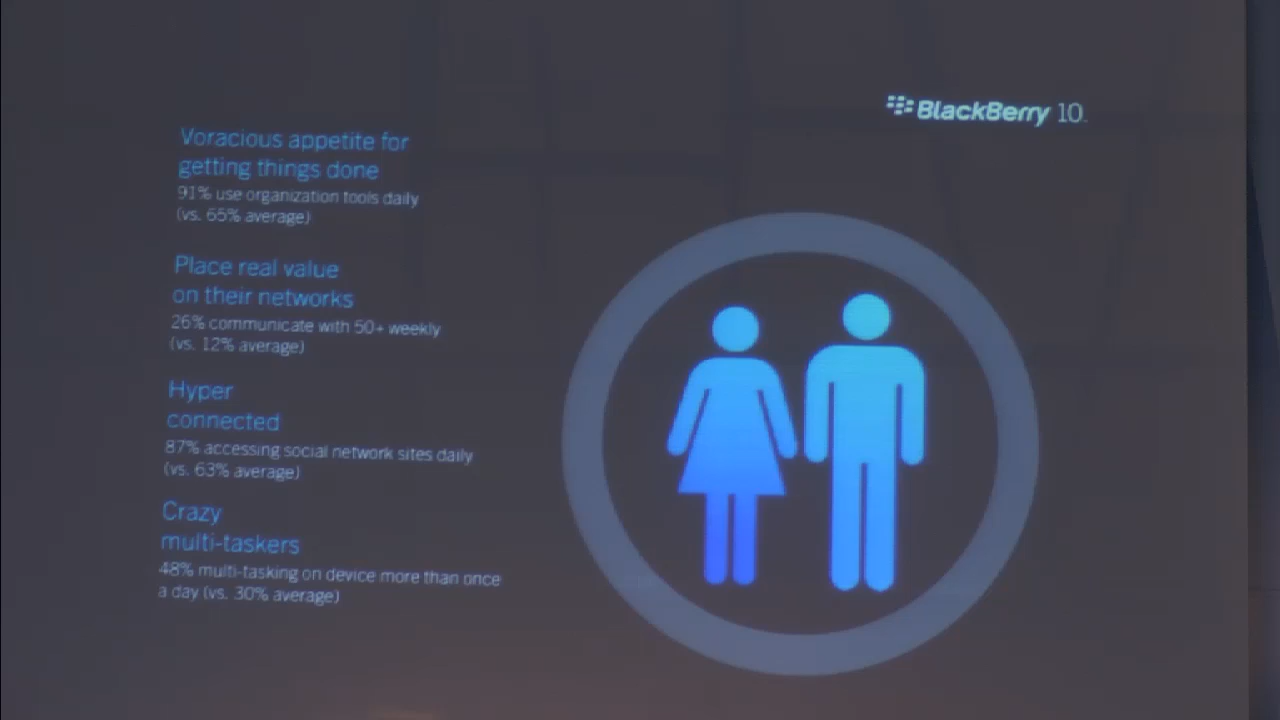 BlackBerry 10
Voracious appetite for
getting things done
91% use organization tools daily
(vs. 65% average)
Place real value
on their networks
26% communicate with 50+ weekly
(vs. 12% average)
Hyper
connected
87% accessing social network sites daily
(vs. 63% average)
Crazy
multi-taskers
48% multi-tasking on device more than once
a day (vs. 30% average)